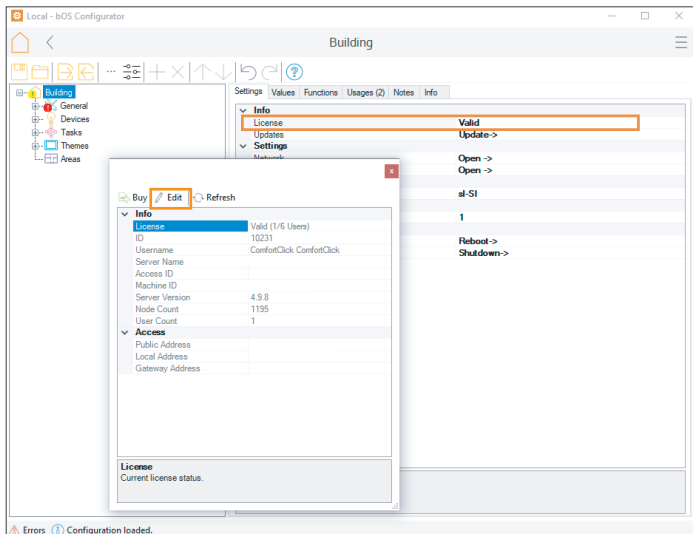 Local - bOS Configurator
Building
Settings Values Functions Usages (2) Notes Info
Building
General
Devices
Tasks
Themes
Areas
Info
License Valid
Updates Update->
Settings
Network Open ->
Open ->
sl-SI
1
Reboot->
Shutdown->
Buy Edit Refresh
Info
License Valid (1/6 Users)
ID 10231
Username ComfortClick ComfortClick
Server Name
Access ID
Machine ID
Server Version 4.9.8
Node Count 1195
User Count 1
Access
Public Address
Local Address
Gateway Address
License
Current license status.
Errors Configuration loaded.